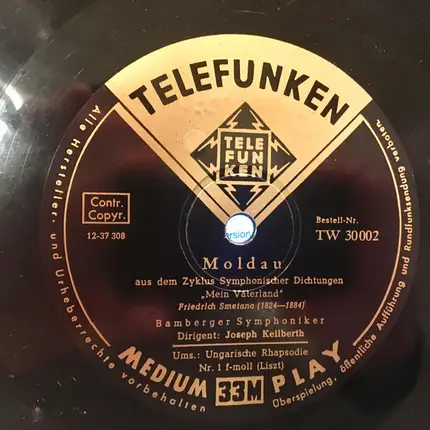 TELEFUNKEN
TELE
FUN
KEN
Contr.
Copyr.
12-37 308
Bestell-Nr.
TW 30002
ersion
Moldau
aus dem Zyklus Symphonischer Dichtungen
„Mein Vaterland"
Friedrich Smetana (1824—1884)
Bamberger Symphoniker
Dirigent: Joseph Keilberth
Ums.: Ungarische Rhapsodie
Nr. 1 f-moll (Liszt)
MEDIUM 33M PLAY
Alle Hersteller- und Urheberrechte vorbehalten
Überspielung, öffentliche Aufführung und Rundfunksendung verboten.